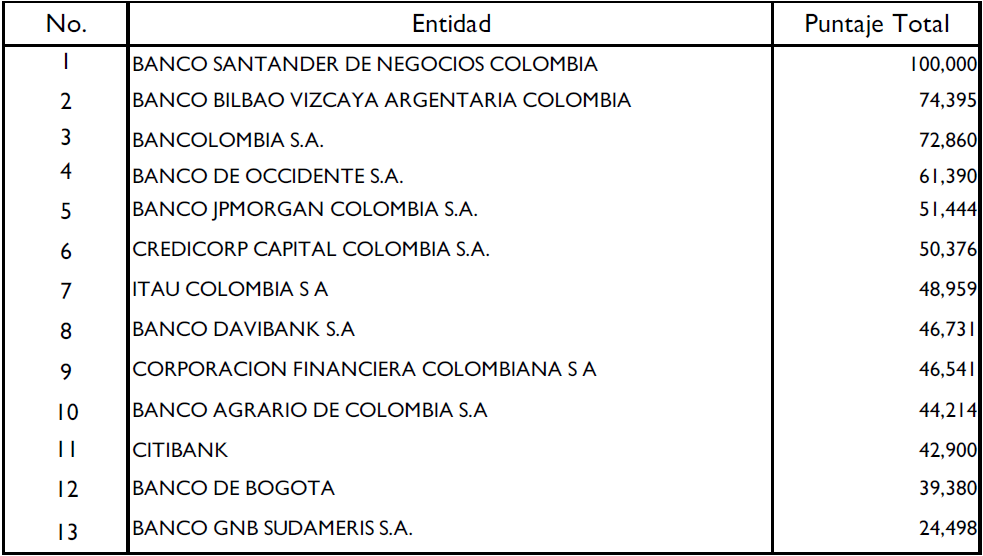 No. Entidad Puntaje Total
1 BANCO SANTANDER DE NEGOCIOS COLOMBIA 100,000
2 BANCO BILBAO VIZCAYA ARGENTARIA COLOMBIA 74,395
3 BANCOLOMBIA S.A. 72,860
4 BANCO DE OCCIDENTE S.A. 61,390
5 BANCO JPMORGAN COLOMBIA S.A. 51,444
6 CREDICORP CAPITAL COLOMBIA S.A. 50,376
7 ITAU COLOMBIA S A 48,959
8 BANCO DAVIBANK S.A 46,731
9 CORPORACION FINANCIERA COLOMBIANA S A 46,541
10 BANCO AGRARIO DE COLOMBIA S.A 44,214
11 CITIBANK 42,900
12 BANCO DE BOGOTA 39,380
13 BANCO GNB SUDAMERIS S.A. 24,498